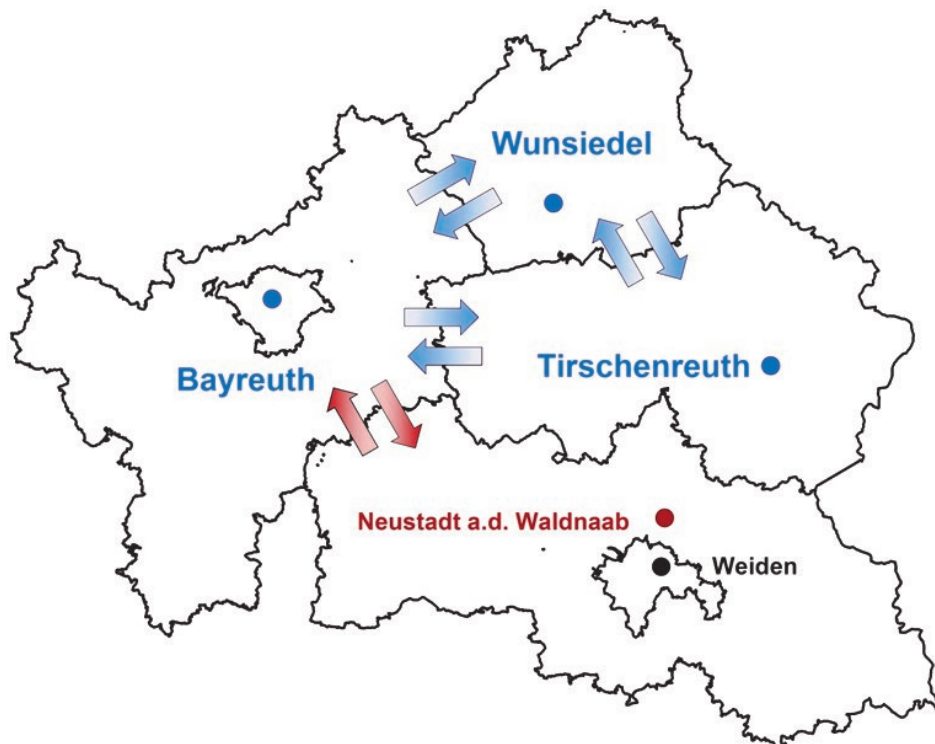 Wunsiedel
Bayreuth
Tirschenreuth
Neustadt a.d. Waldnaab
Weiden